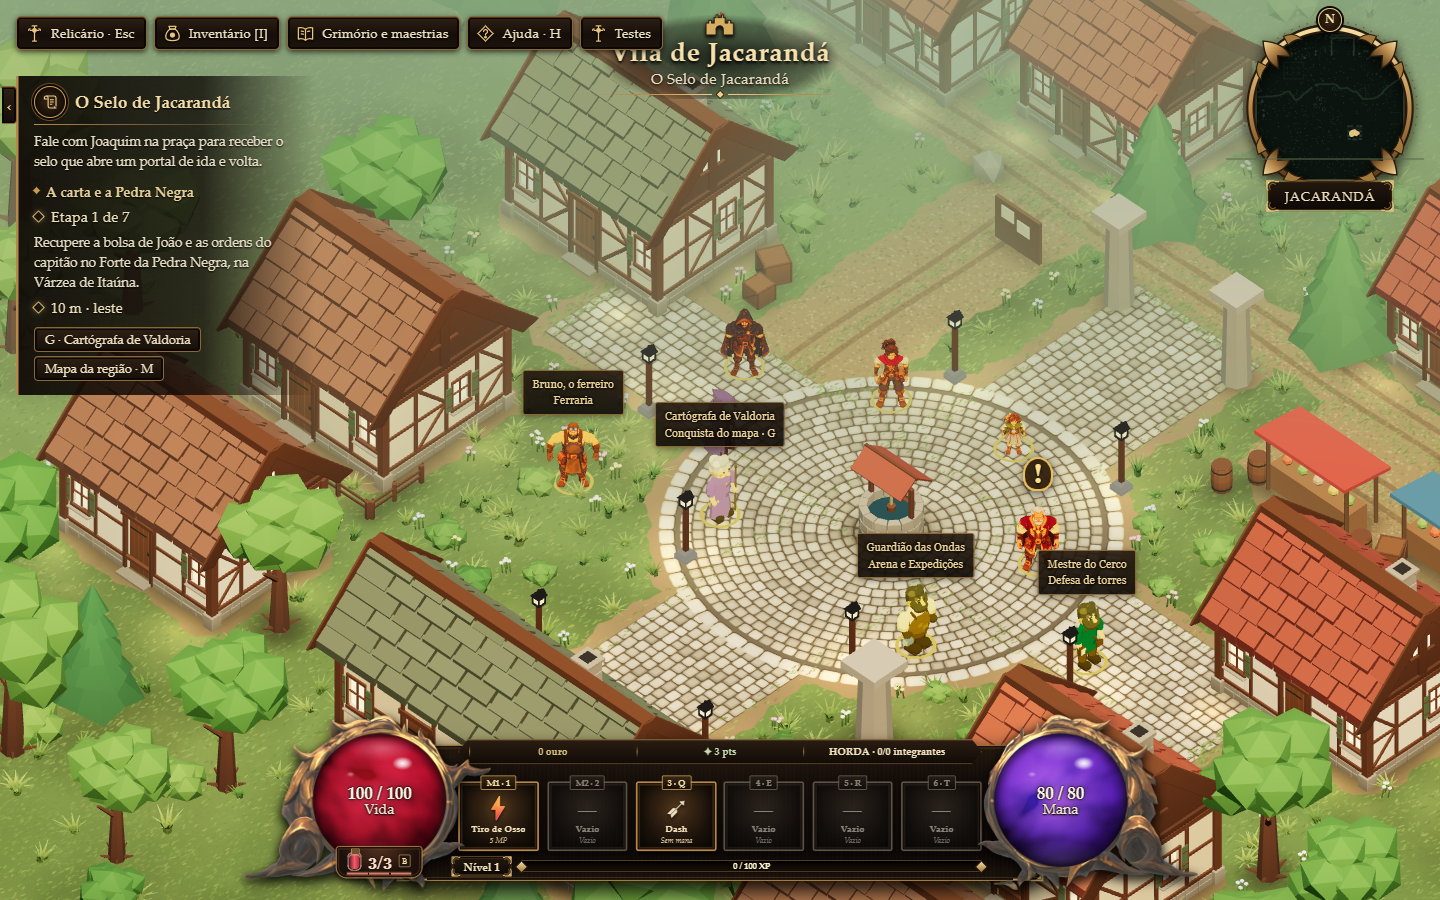 Relicário · Esc
Inventário [I]
Grimório e maestrias
Ajuda · H
Testes
Vila de Jacarandá
O Selo de Jacarandá
N
JACARANDÁ
‹
O Selo de Jacarandá
Fale com Joaquim na praça para receber o
selo que abre um portal de ida e volta.
A carta e a Pedra Negra
Etapa 1 de 7
Recupere a bolsa de João e as ordens do
capitão no Forte da Pedra Negra, na
Várzea de Itaúna.
10 m · leste
G · Cartógrafa de Valdoria
Mapa da região · M
Bruno, o ferreiro
Ferraria
Cartógrafa de Valdoria
Conquista do mapa · G
!
Guardião das Ondas
Arena e Expedições
Mestre do Cerco
Defesa de torres
0 ouro
3 pts
HORDA · 0/0 integrantes
100 / 100
Vida
M1 · 1
Tiro de Osso
5 MP
M2 · 2
Vazio
Vazio
3 · Q
Dash
Sem mana
4 · E
Vazio
Vazio
5 · R
Vazio
Vazio
6 · T
Vazio
Vazio
80 / 80
Mana
3/3
B
Nível 1
0 / 100 XP